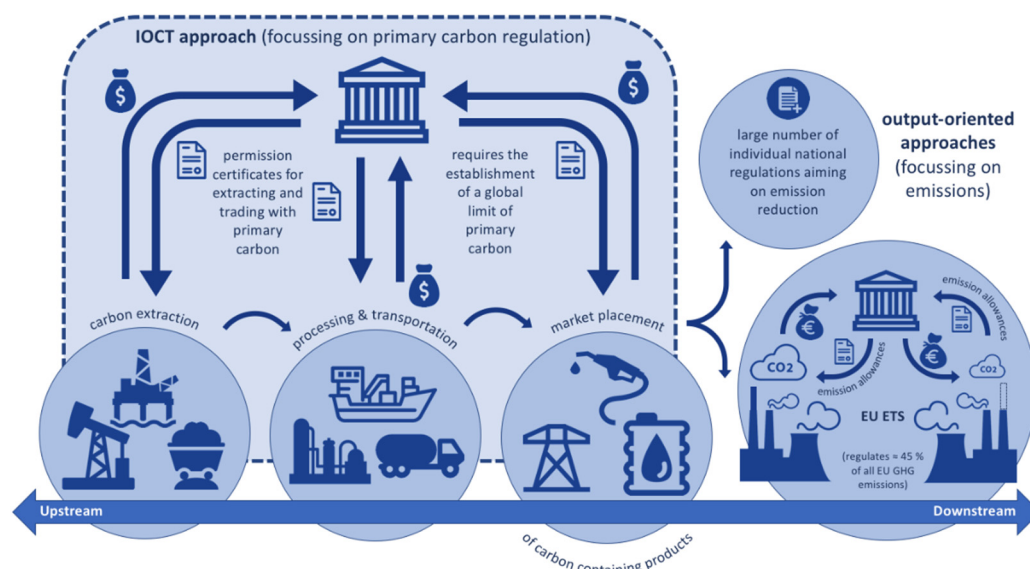 IOCT approach (focussing on primary carbon regulation)
$
$
permission
certificates for
extracting and
trading with
primary
carbon
requires the
establishment
of a global
limit of
primary
carbon
$
large number of
individual national
regulations aiming
on emission
reduction
output-oriented
approaches
(focussing on
emissions)
carbon extraction
processing & transportation
market placement
of carbon containing products
emission allowances
€
€
CO2
CO2
emission allowances
EU ETS
(regulates ≈ 45 %
of all EU GHG
emissions)
Upstream
Downstream